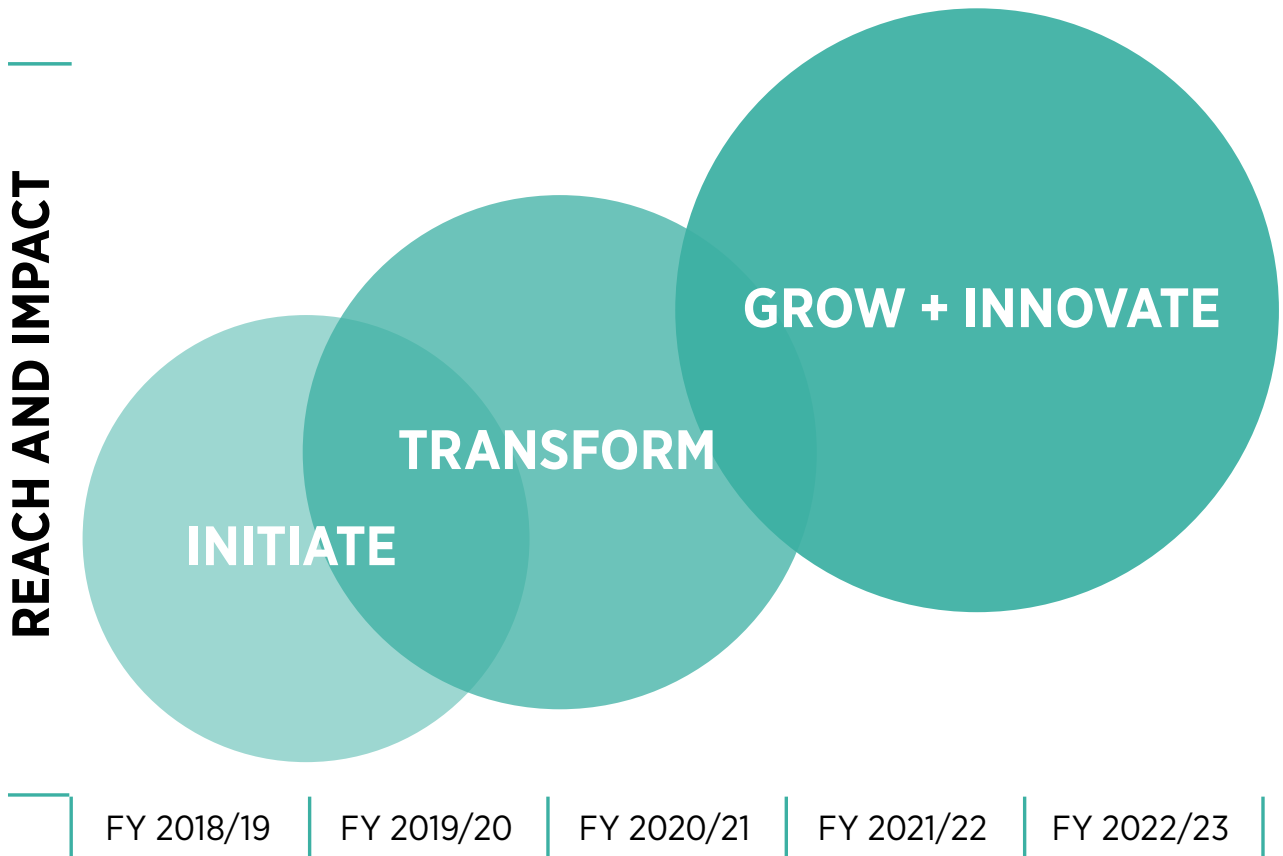 REACH AND IMPACT
GROW + INNOVATE
TRANSFORM
INITIATE
FY 2018/19
FY 2019/20
FY 2020/21
FY 2021/22
FY 2022/23